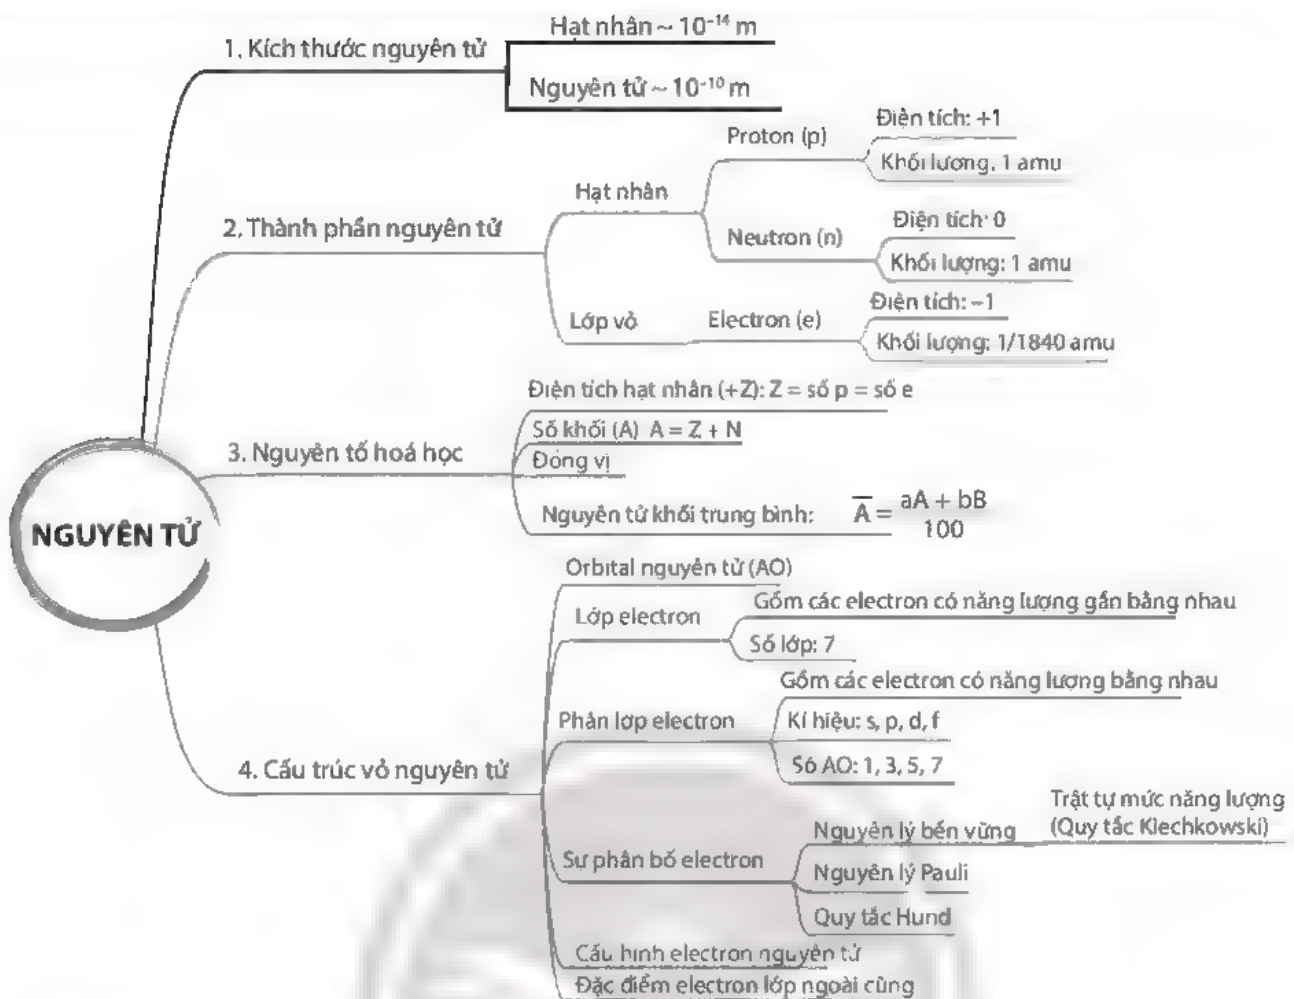 NGUYÊN TỬ
1. Kích thước nguyên tử
Hạt nhân ~ 10⁻¹⁴ m
Nguyên tử ~ 10⁻¹⁰ m
2. Thành phần nguyên tử
Hạt nhân
Proton (p)
Điện tích: +1
Khối lượng. 1 amu
Neutron (n)
Điện tích: 0
Khối lượng: 1 amu
Lớp vỏ
Electron (e)
Điện tích: –1
Khối lượng: 1/1840 amu
3. Nguyên tố hoá học
Điện tích hạt nhân (+Z): Z = số p = số e
Số khối (A) A = Z + N
Đồng vị
Nguyên tử khối trung bình: A̅ = (aA + bB)/100
4. Cấu trúc vỏ nguyên tử
Orbital nguyên tử (AO)
Lớp electron
Gồm các electron có năng lượng gần bằng nhau
Số lớp: 7
Phân lớp electron
Gồm các electron có năng lượng bằng nhau
Kí hiệu: s, p, d, f
Số AO: 1, 3, 5, 7
Sự phân bố electron
Nguyên lý bền vững
Trật tự mức năng lượng
(Quy tắc Klechkowski)
Nguyên lý Pauli
Quy tắc Hund
Cấu hình electron nguyên tử
Đặc điểm electron lớp ngoài cùng